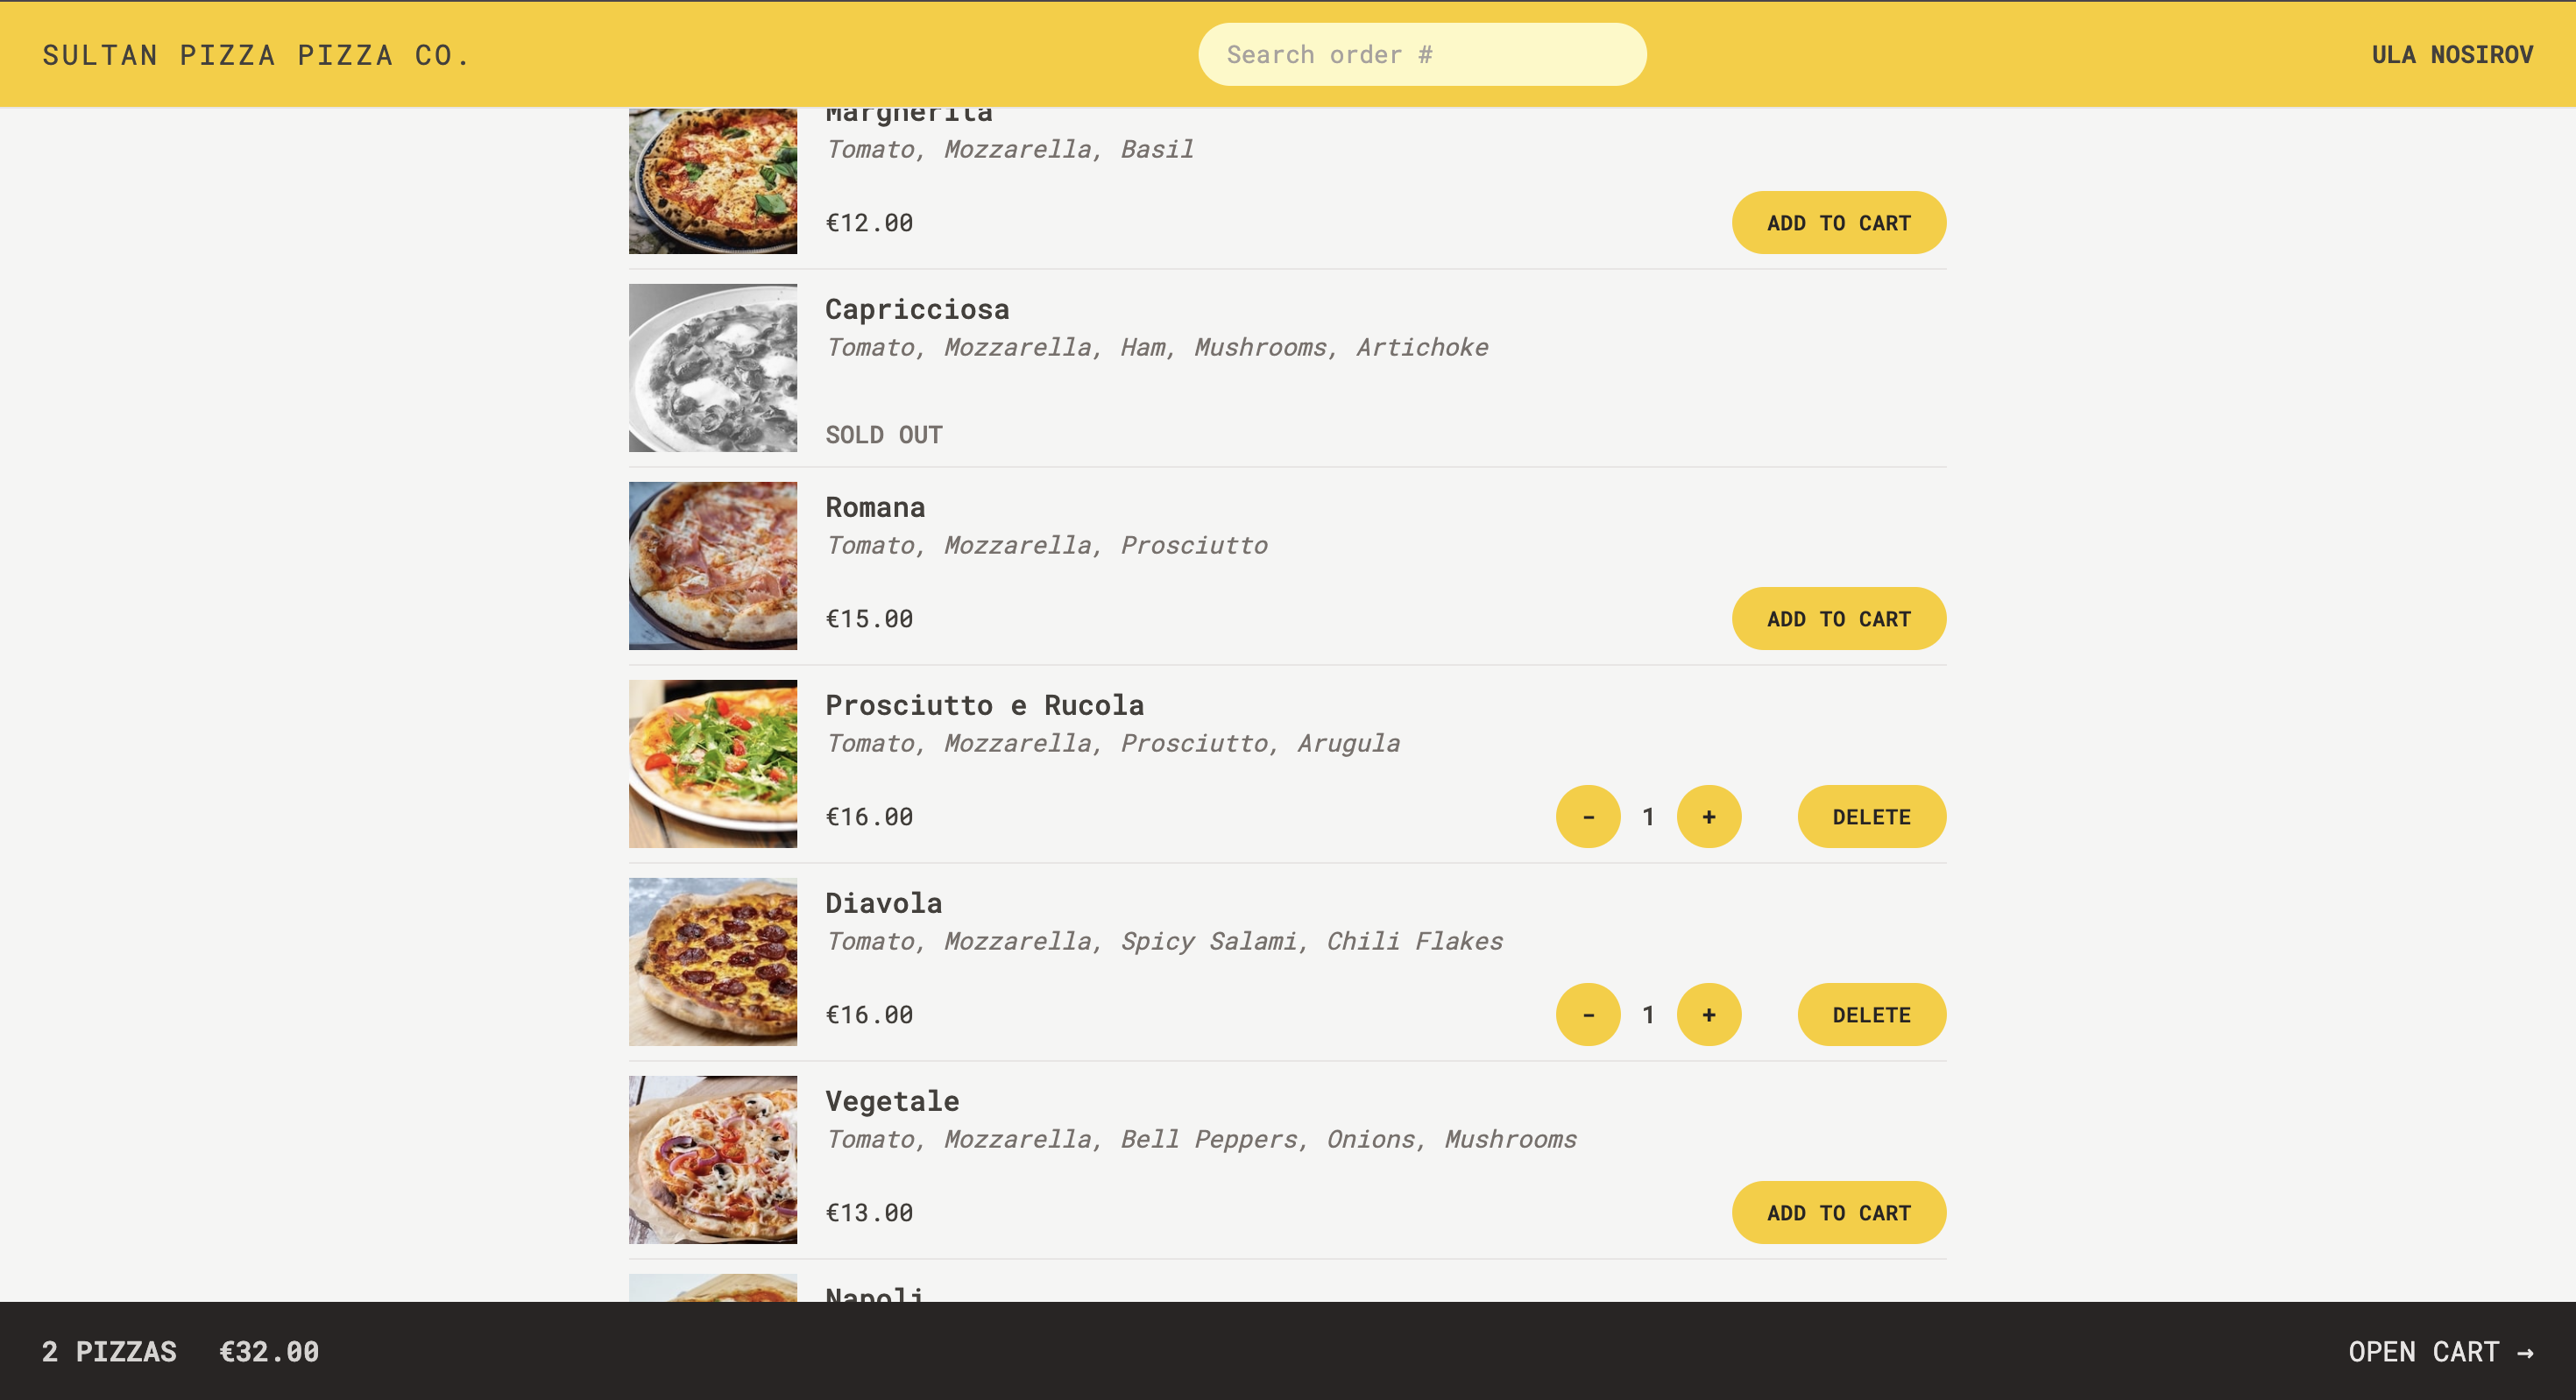 SULTAN PIZZA PIZZA CO.
Search order #
ULA NOSIROV
Margherita
Tomato, Mozzarella, Basil
€12.00
ADD TO CART
Capricciosa
Tomato, Mozzarella, Ham, Mushrooms, Artichoke
SOLD OUT
Romana
Tomato, Mozzarella, Prosciutto
€15.00
ADD TO CART
Prosciutto e Rucola
Tomato, Mozzarella, Prosciutto, Arugula
€16.00
- 1 +
DELETE
Diavola
Tomato, Mozzarella, Spicy Salami, Chili Flakes
€16.00
- 1 +
DELETE
Vegetale
Tomato, Mozzarella, Bell Peppers, Onions, Mushrooms
€13.00
ADD TO CART
Napoli
2 PIZZAS €32.00
OPEN CART →